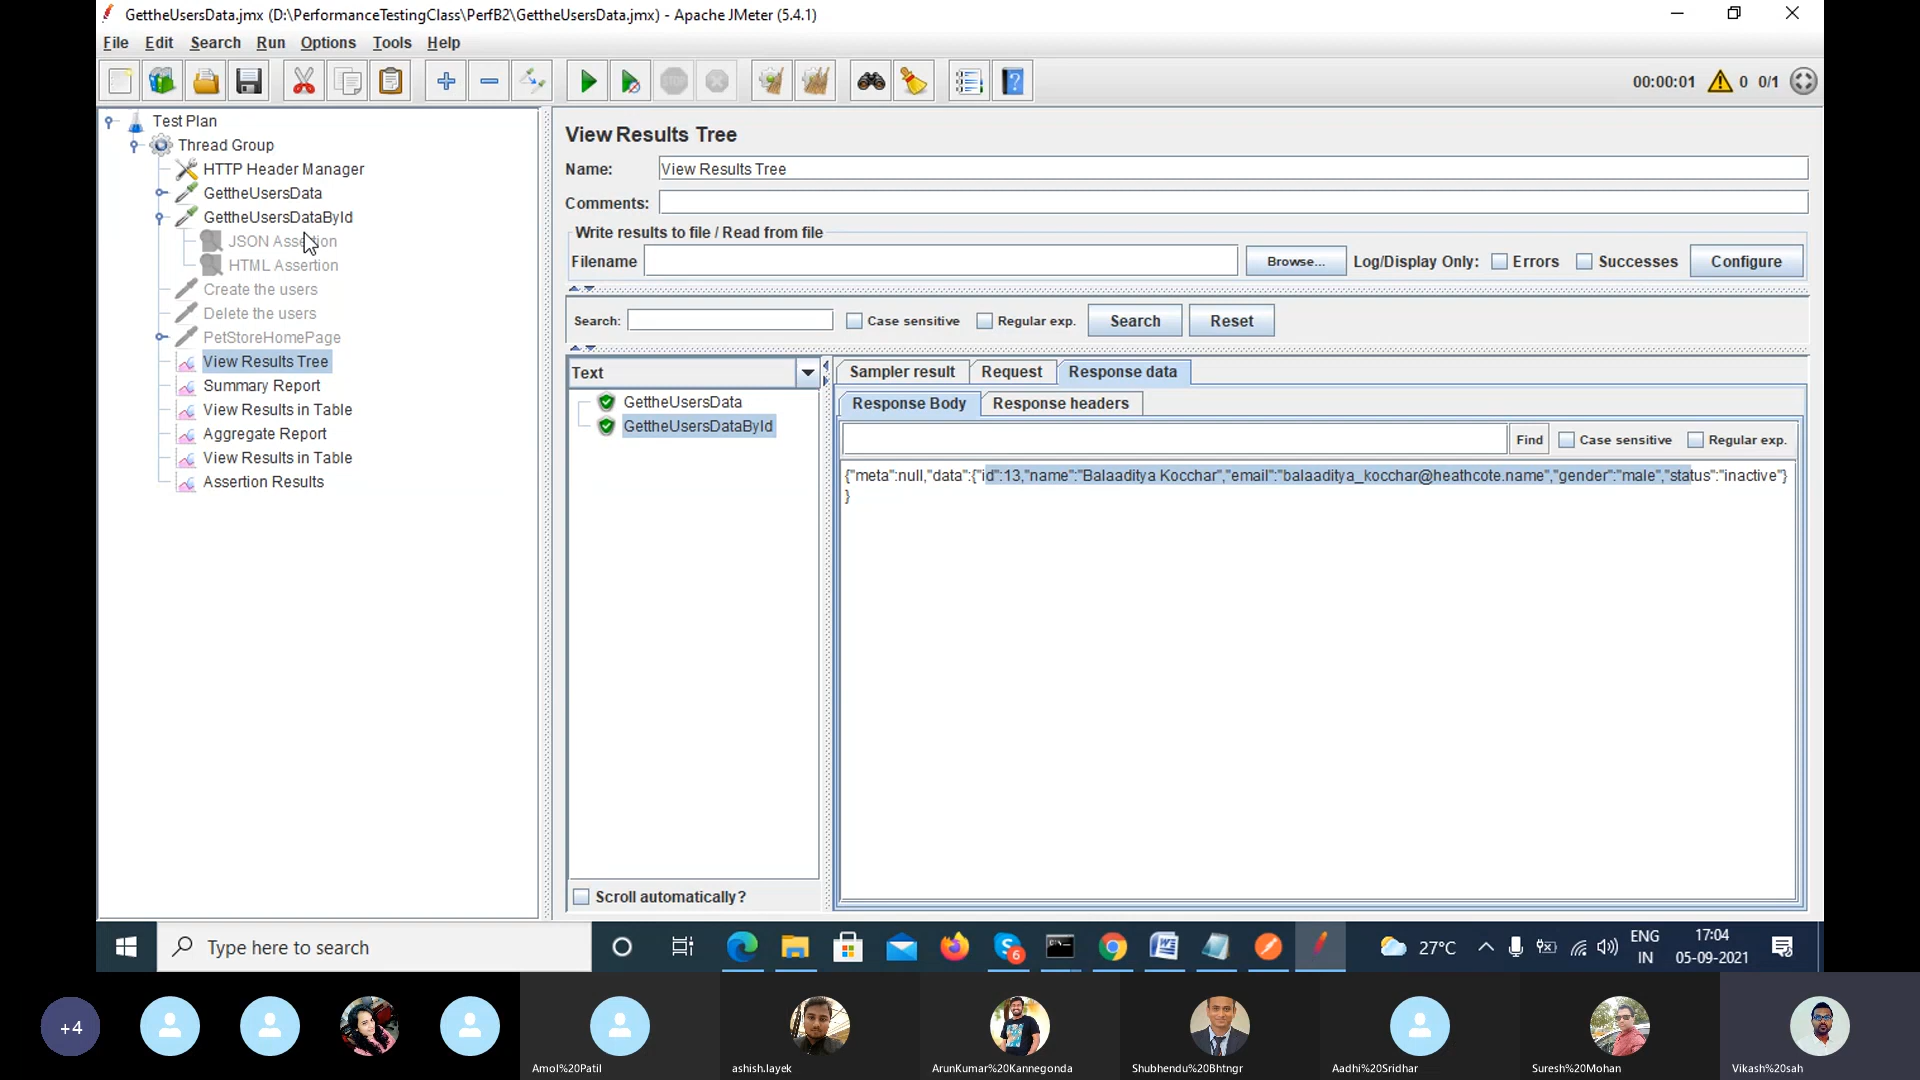 GettheUsersData.jmx (D:\PerformanceTestingClass\PerfB2\GettheUsersData.jmx) - Apache JMeter (5.4.1)
File Edit Search Run Options Tools Help
STOP
00:00:01 0 0/1
Test Plan
Thread Group
HTTP Header Manager
GettheUsersData
GettheUsersDataById
JSON Assertion
HTML Assertion
Create the users
Delete the users
PetStoreHomePage
View Results Tree
Summary Report
View Results in Table
Aggregate Report
View Results in Table
Assertion Results
View Results Tree
Name: View Results Tree
Comments:
Write results to file / Read from file
Filename Browse... Log/Display Only: Errors Successes Configure
Search: Case sensitive Regular exp. Search Reset
Text
GettheUsersData
GettheUsersDataById
Scroll automatically?
Sampler result Request Response data
Response Body Response headers
Find Case sensitive Regular exp.
{"meta":null,"data":{"id":13,"name":"Balaaditya Kocchar","email":"balaaditya_kocchar@heathcote.name","gender":"male","status":"inactive"}
}
Type here to search
6
27°C
ENG
IN
17:04
05-09-2021
+4
Amol%20Patil
ashish.layek
ArunKumar%20Kannegonda
Shubhendu%20Bhtngr
Aadhi%20Sridhar
Suresh%20Mohan
Vikash%20sah